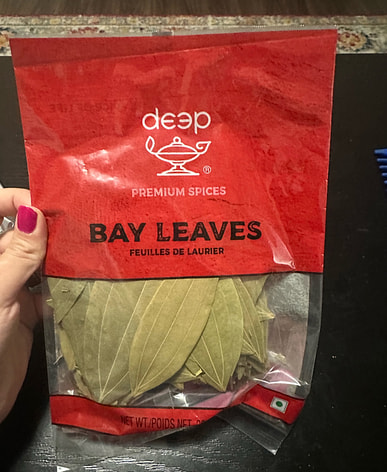 deep
®
PREMIUM SPICES
BAY LEAVES
FEUILLES DE LAURIER
NET WT./POIDS NET